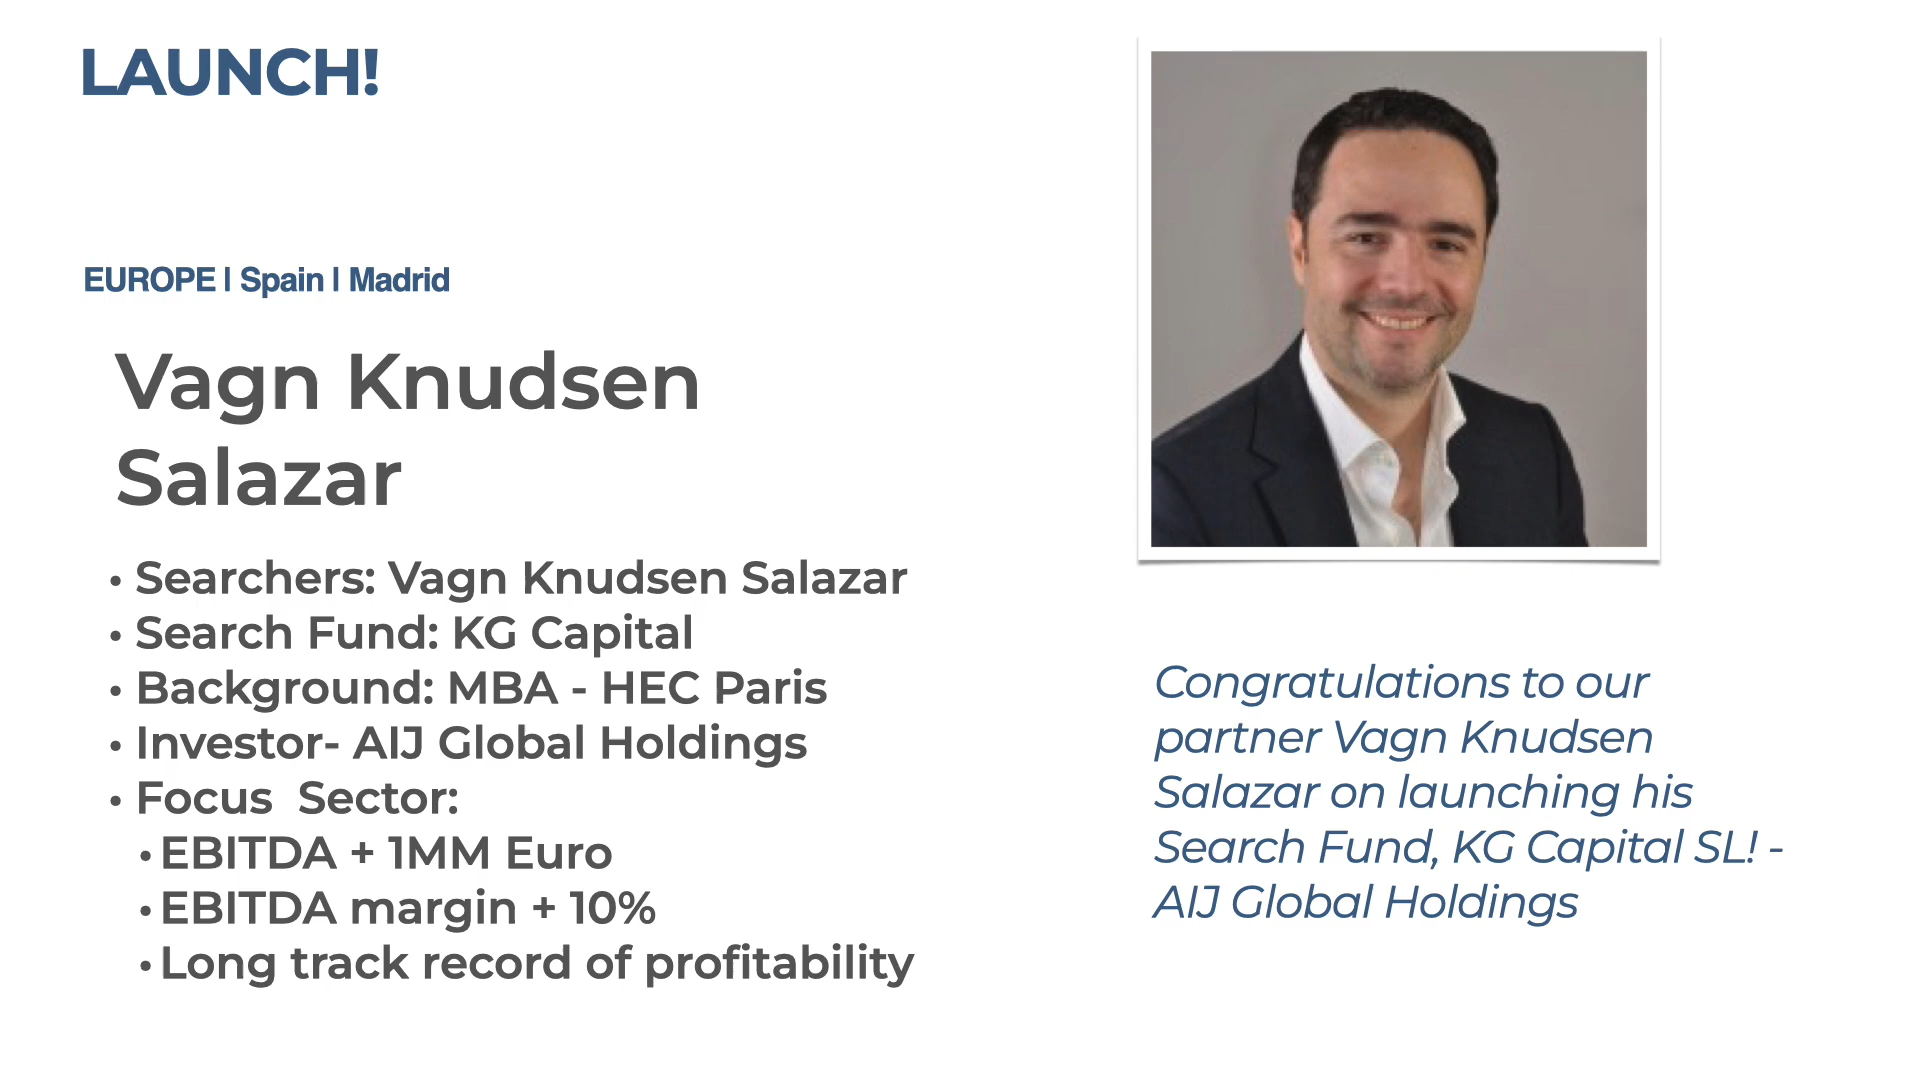 LAUNCH!
EUROPE | Spain | Madrid
Vagn Knudsen
Salazar
• Searchers: Vagn Knudsen Salazar
• Search Fund: KG Capital
• Background: MBA - HEC Paris
• Investor- AIJ Global Holdings
• Focus  Sector:
• EBITDA + 1MM Euro
• EBITDA margin + 10%
• Long track record of profitability
Congratulations to our
partner Vagn Knudsen
Salazar on launching his
Search Fund, KG Capital SL! -
AIJ Global Holdings